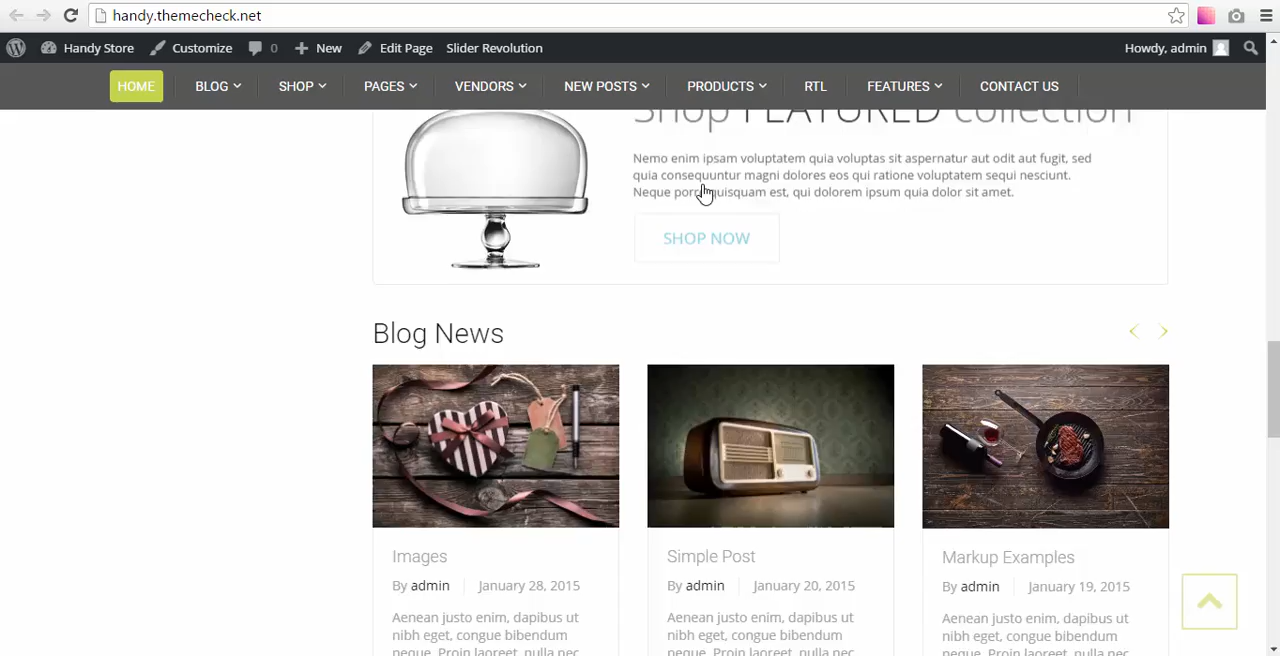 handy.themecheck.net
Handy Store Customize 0 New Edit Page Slider Revolution Howdy, admin
HOME BLOG SHOP PAGES VENDORS NEW POSTS PRODUCTS RTL FEATURES CONTACT US
Shop FEATURED collection
Nemo enim ipsam voluptatem quia voluptas sit aspernatur aut odit aut fugit, sed
quia consequuntur magni dolores eos qui ratione voluptatem sequi nesciunt.
Neque porro quisquam est, qui dolorem ipsum quia dolor sit amet.
SHOP NOW
Blog News
Images
By admin January 28, 2015
Aenean justo enim, dapibus ut
nibh eget, congue bibendum
neque. Proin laoreet, nulla nec
Simple Post
By admin January 20, 2015
Aenean justo enim, dapibus ut
nibh eget, congue bibendum
neque. Proin laoreet, nulla nec
Markup Examples
By admin January 19, 2015
Aenean justo enim, dapibus ut
nibh eget, congue bibendum
neque. Proin laoreet, nulla nec